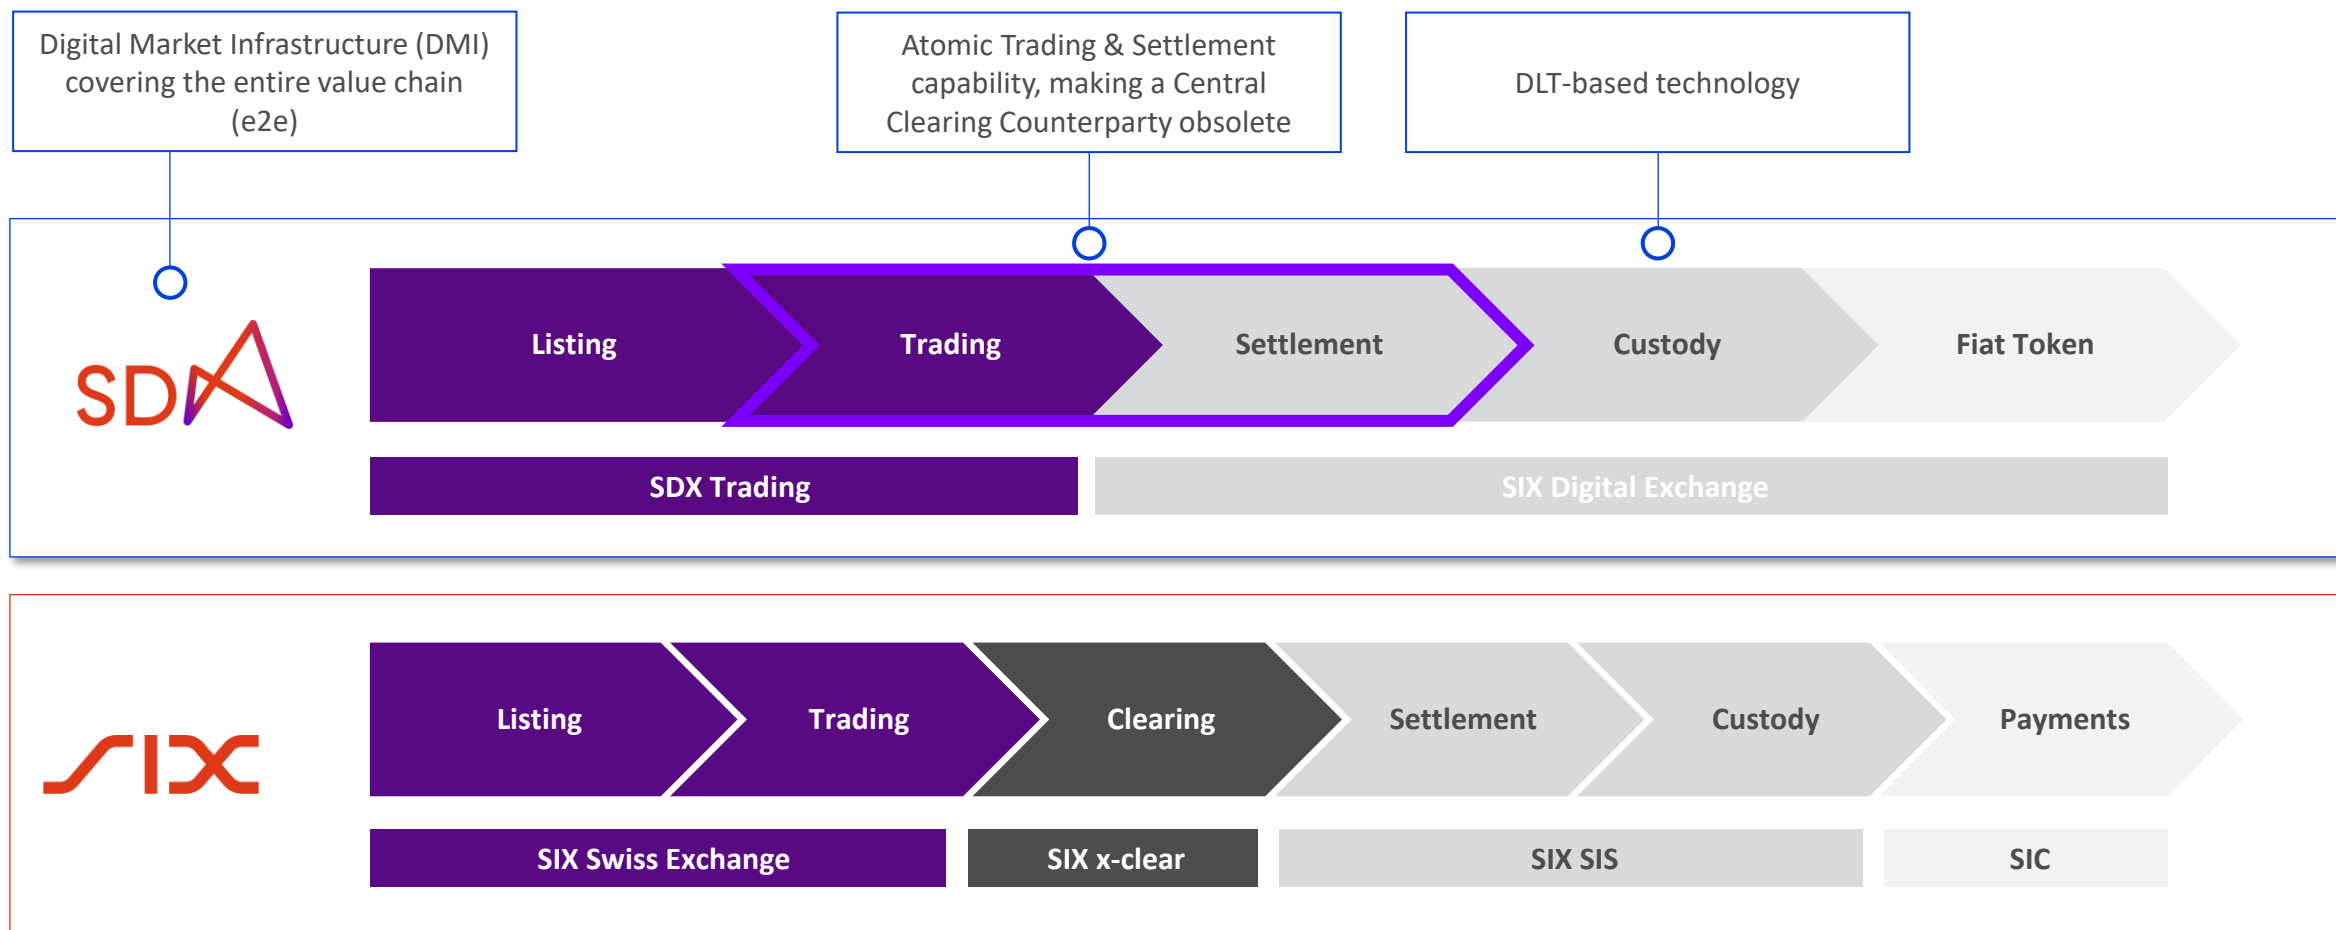 Digital Market Infrastructure (DMI)
covering the entire value chain
(e2e)
Atomic Trading & Settlement
capability, making a Central
Clearing Counterparty obsolete
DLT-based technology
SDX
Listing
Trading
Settlement
Custody
Fiat Token
SDX Trading
SIX Digital Exchange
SIX
Listing
Trading
Clearing
Settlement
Custody
Payments
SIX Swiss Exchange
SIX x-clear
SIX SIS
SIC